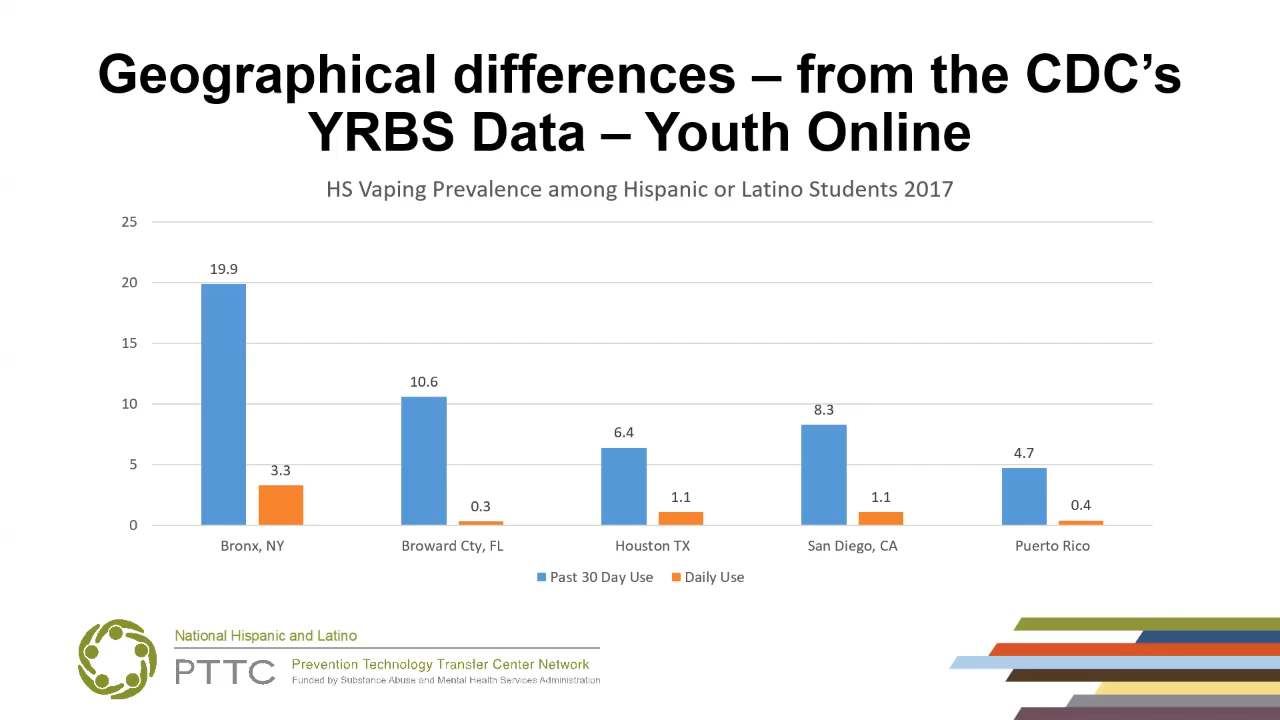 Geographical differences – from the CDC’s
YRBS Data – Youth Online
HS Vaping Prevalence among Hispanic or Latino Students 2017
25
20
15
10
5
0
19.9
3.3
10.6
0.3
6.4
1.1
8.3
1.1
4.7
0.4
Bronx, NY
Broward Cty, FL
Houston TX
San Diego, CA
Puerto Rico
Past 30 Day Use
Daily Use
National Hispanic and Latino
PTTC
Prevention Technology Transfer Center Network
Funded by Substance Abuse and Mental Health Services Administration